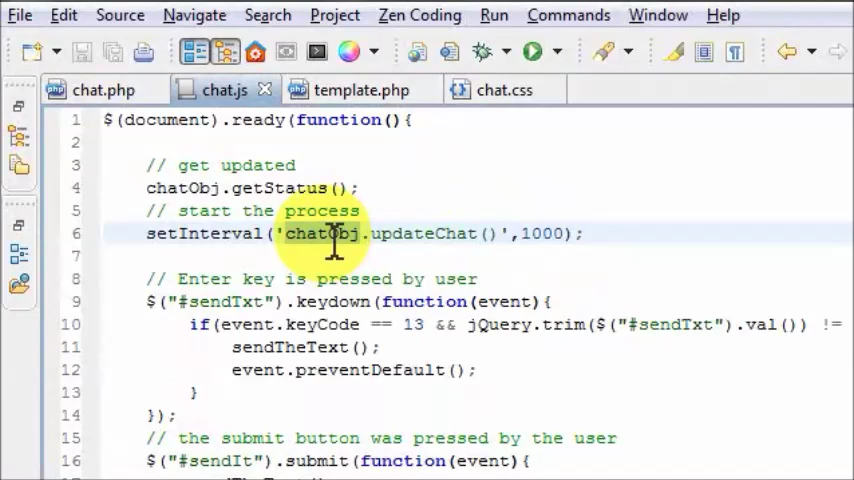 File Edit Source Navigate Search Project Zen Coding Run Commands Window Help
chat.php chat.js template.php chat.css
1 $(document).ready(function(){
2
3 // get updated
4 chatObj.getStatus();
5 // start the process
6 setInterval('chatObj.updateChat()',1000);
7
8 // Enter key is pressed by user
9 $("#sendTxt").keydown(function(event){
10 if(event.keyCode == 13 && jQuery.trim($("#sendTxt").val()) !=
11 sendTheText();
12 event.preventDefault();
13 }
14 });
15 // the submit button was pressed by the user
16 $("#sendIt").submit(function(event){